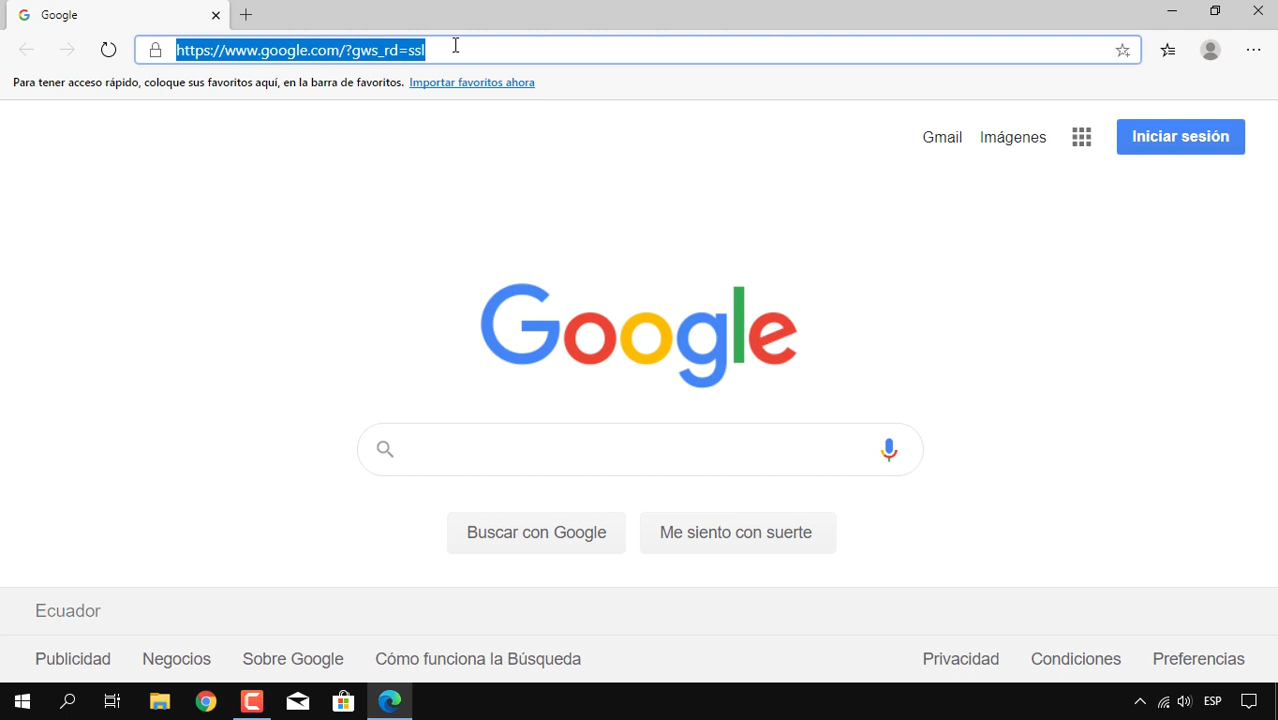 Google
https://www.google.com/?gws_rd=ssl
Para tener acceso rápido, coloque sus favoritos aquí, en la barra de favoritos. Importar favoritos ahora
Gmail Imágenes Iniciar sesión
Google
Buscar con Google Me siento con suerte
Ecuador
Publicidad Negocios Sobre Google Cómo funciona la Búsqueda Privacidad Condiciones Preferencias
ESP